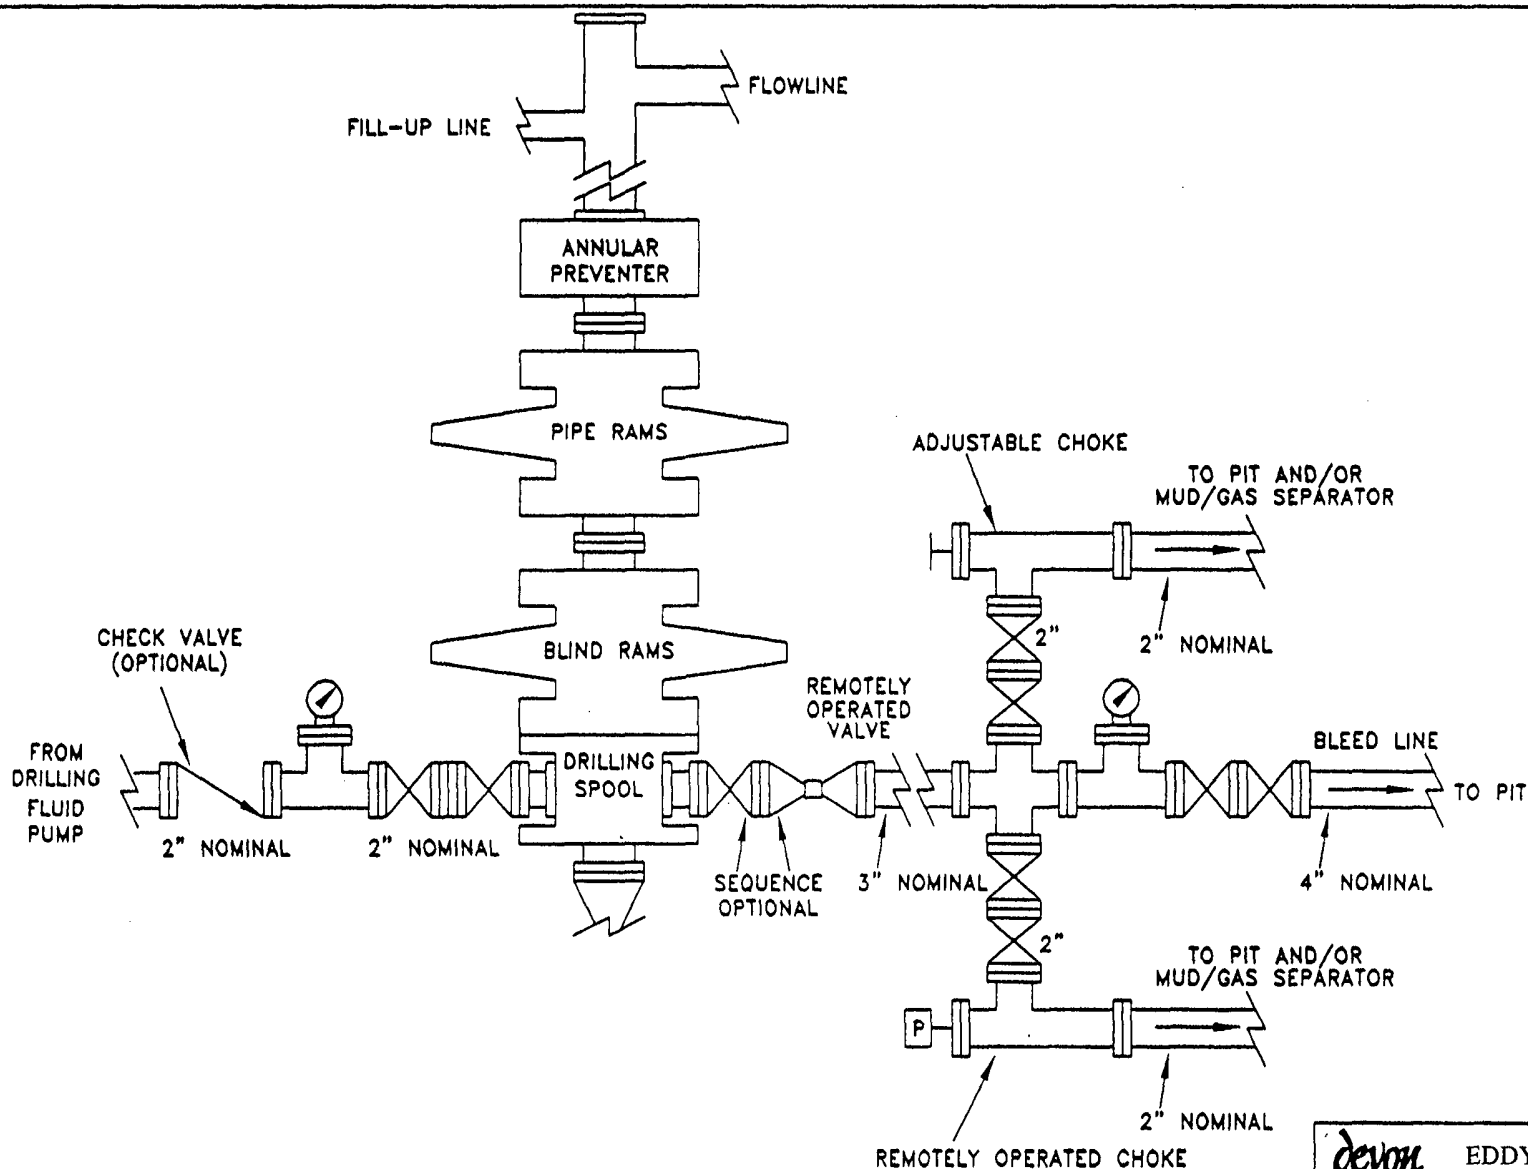 FLOWLINE
FILL-UP LINE
ANNULAR
PREVENTER
PIPE RAMS
ADJUSTABLE CHOKE
TO PIT AND/OR
MUD/GAS SEPARATOR
2"
2" NOMINAL
CHECK VALVE
(OPTIONAL)
BLIND RAMS
REMOTELY
OPERATED
VALVE
FROM
DRILLING
FLUID
PUMP
DRILLING
SPOOL
BLEED LINE
TO PIT
2" NOMINAL
2" NOMINAL
SEQUENCE
OPTIONAL
3" NOMINAL
4" NOMINAL
2"
TO PIT AND/OR
MUD/GAS SEPARATOR
P
2" NOMINAL
REMOTELY OPERATED CHOKE
devon
EDDY